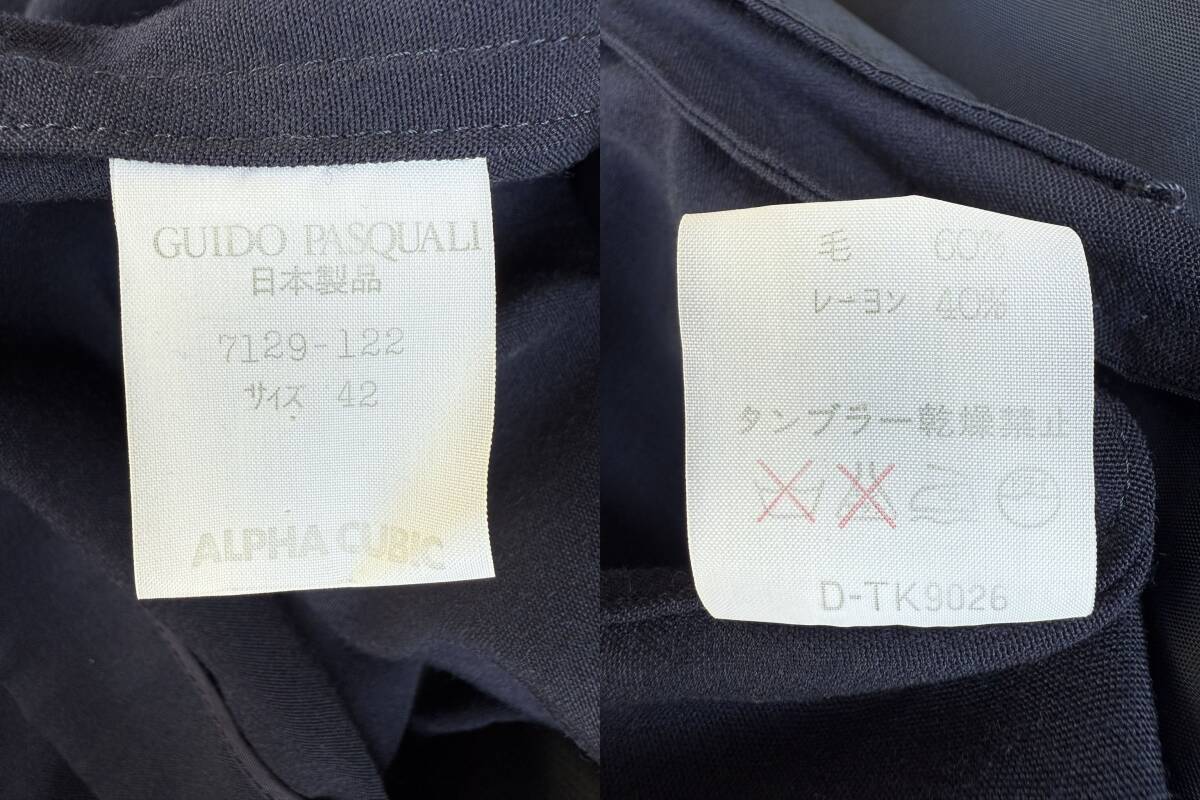 GUIDO PASQUALI
日本製品
7129-122
サイズ 42
ALPHA CUBIC
毛 60%
レーヨン 40%
タンブラー乾燥禁止
D-TK9026